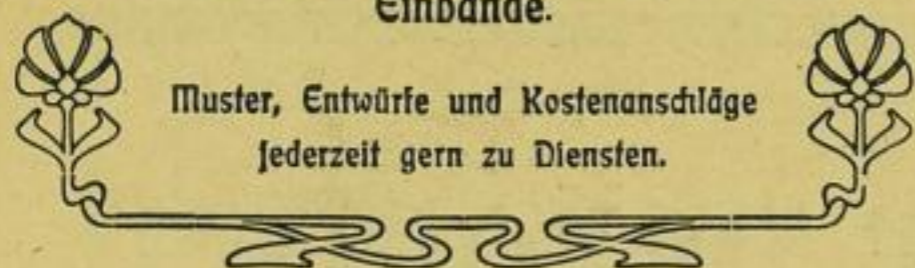 Einbände.
Muster, Entwürfe und Kostenanschläge
jederzeit gern zu Diensten.